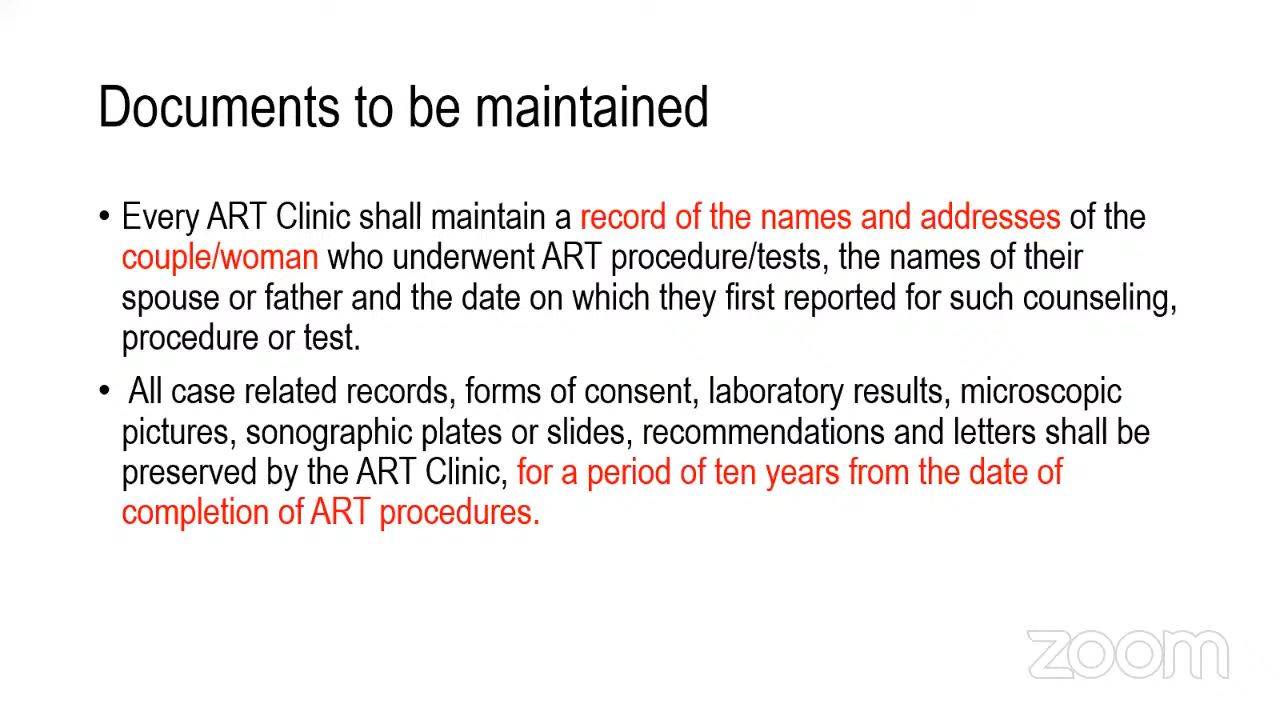 Documents to be maintained
• Every ART Clinic shall maintain a record of the names and addresses of the
couple/woman who underwent ART procedure/tests, the names of their
spouse or father and the date on which they first reported for such counseling,
procedure or test.
• All case related records, forms of consent, laboratory results, microscopic
pictures, sonographic plates or slides, recommendations and letters shall be
preserved by the ART Clinic, for a period of ten years from the date of
completion of ART procedures.
zoom